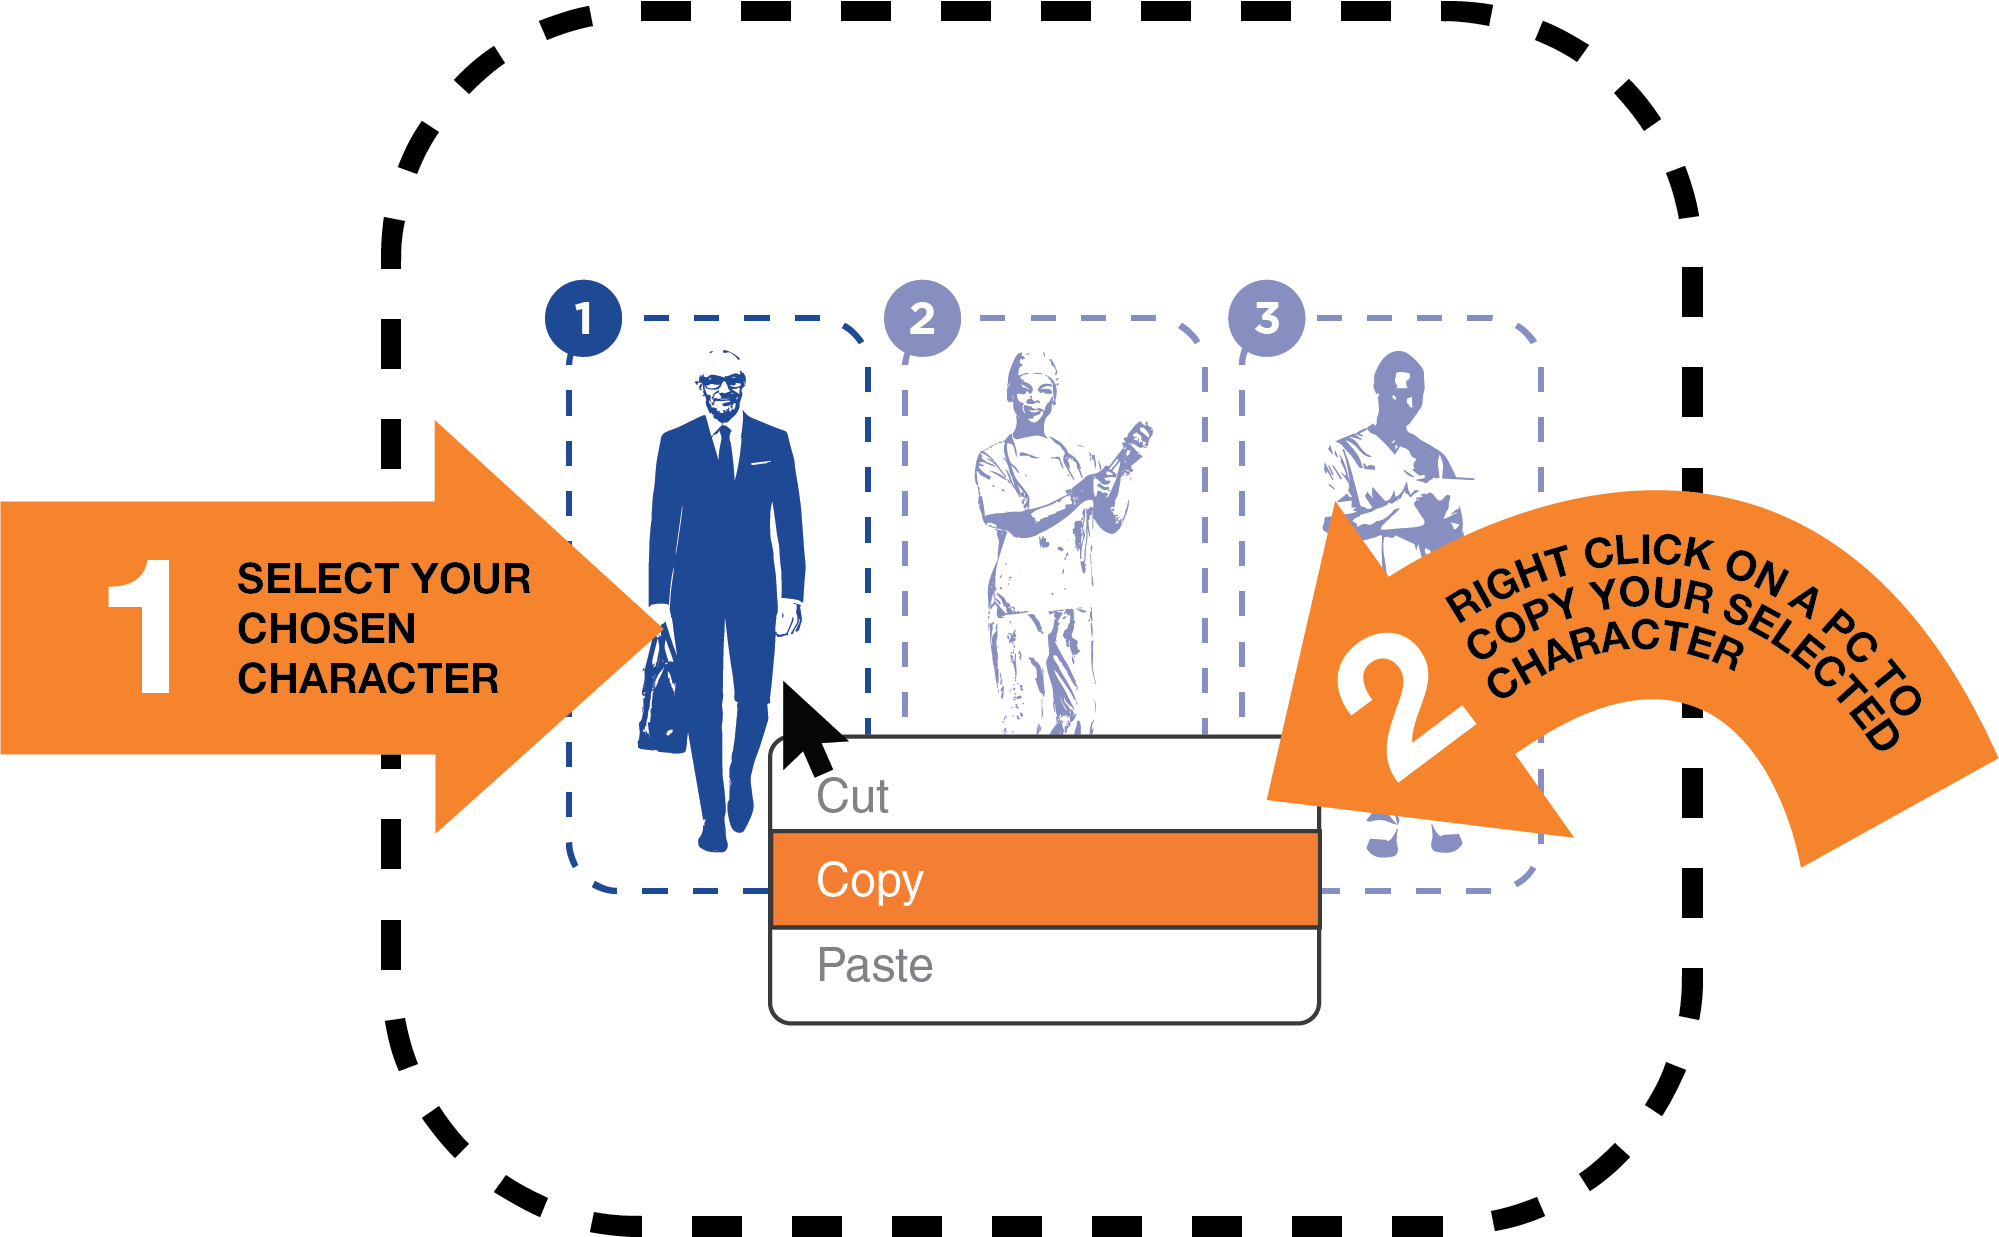 1
2
3
1
SELECT YOUR
CHOSEN
CHARACTER
2
RIGHT CLICK ON A PC TO
COPY YOUR SELECTED
CHARACTER
Cut
Copy
Paste